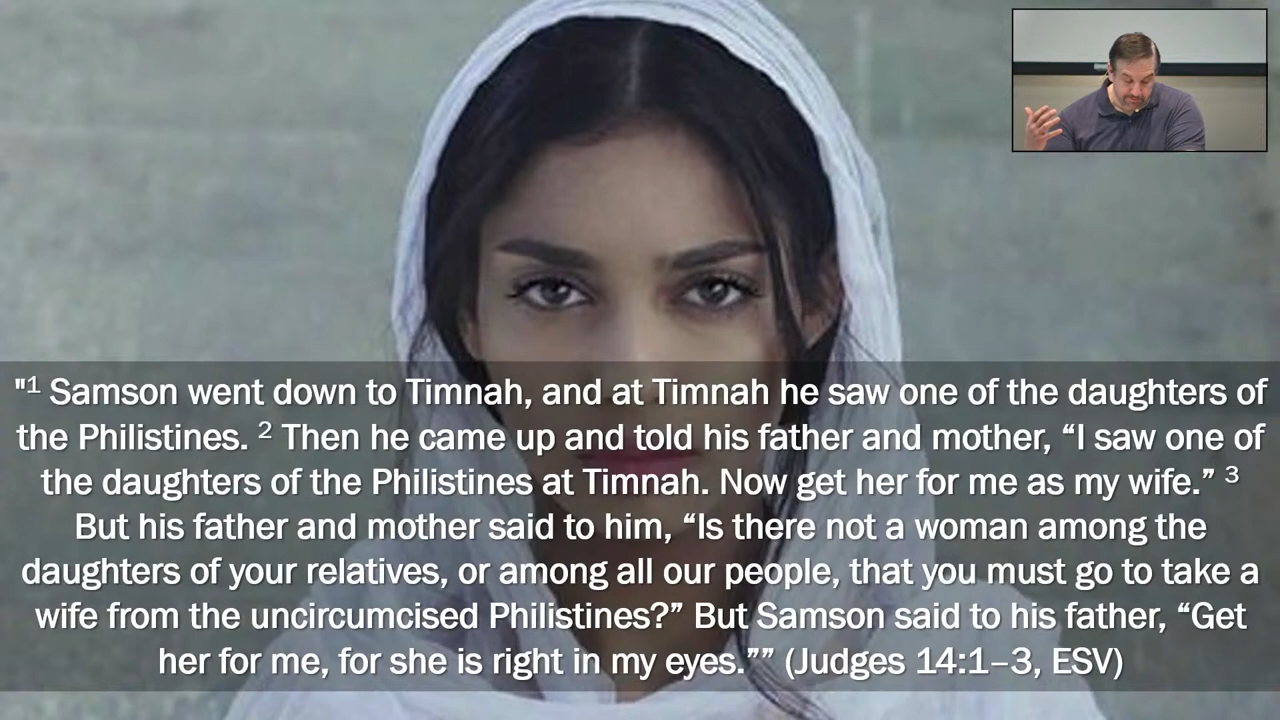 "¹ Samson went down to Timnah, and at Timnah he saw one of the daughters of
the Philistines. ² Then he came up and told his father and mother, “I saw one of
the daughters of the Philistines at Timnah. Now get her for me as my wife.” ³
But his father and mother said to him, “Is there not a woman among the
daughters of your relatives, or among all our people, that you must go to take a
wife from the uncircumcised Philistines?” But Samson said to his father, “Get
her for me, for she is right in my eyes.”” (Judges 14:1–3, ESV)